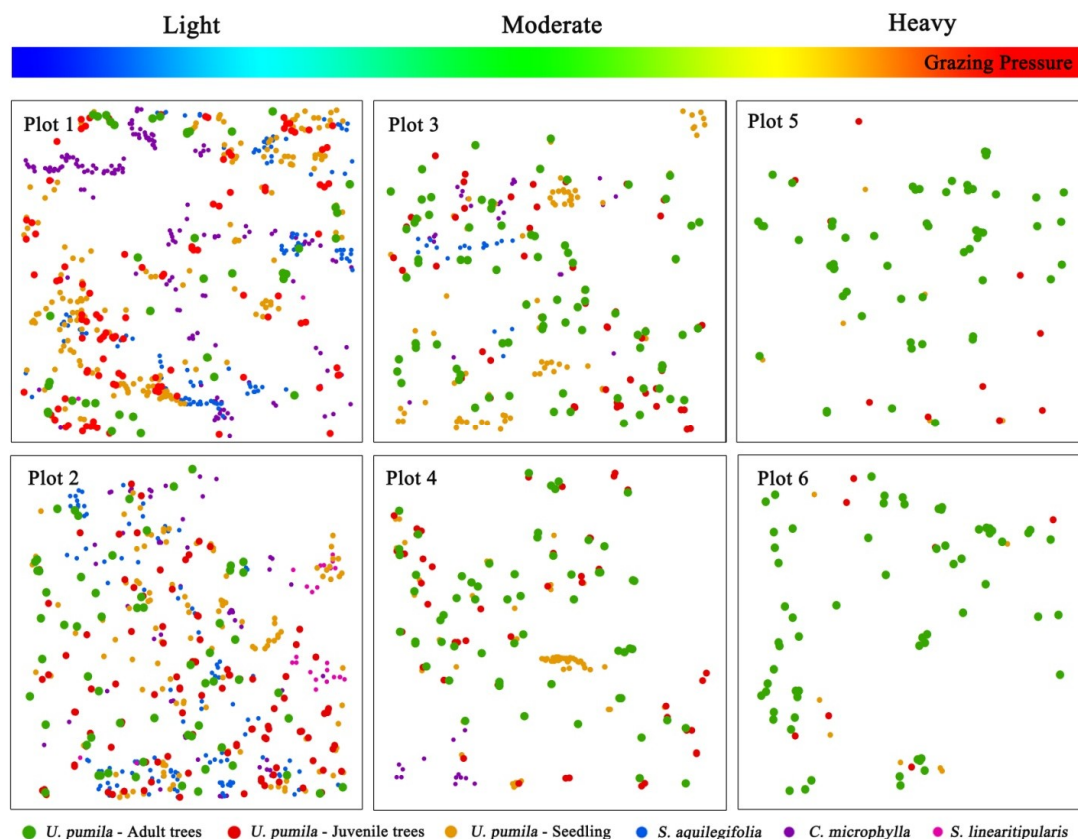 Light Moderate Heavy
Grazing Pressure
Plot 1 Plot 3 Plot 5
Plot 2 Plot 4 Plot 6
U. pumila - Adult trees U. pumila - Juvenile trees U. pumila - Seedling S. aquilegifolia C. microphylla S. linearitipularis